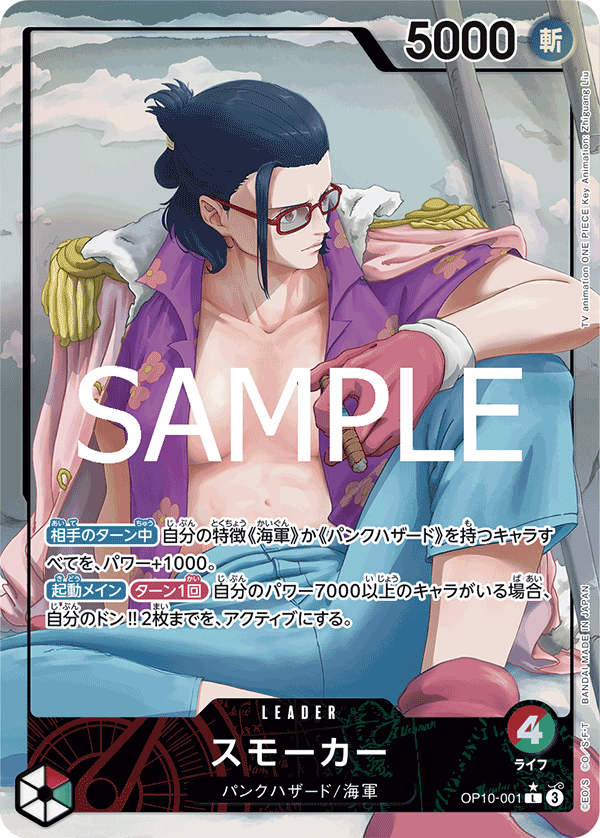 5000 斬
TV animation ONE PIECE Key Animation: Zhiguang Liu
SAMPLE
相手のターン中 自分の特徴《海軍》か《パンクハザード》を持つキャラす
べてを、パワー+1000。
起動メイン ターン1回 自分のパワー7000以上のキャラがいる場合、
自分のドン!!2枚までを、アクティブにする。
LEADER
スモーカー
パンクハザード/海軍
4
ライフ
OP10-001 L 3
©E.O/S. ©O/S・F・T BANDAI MADE IN JAPAN